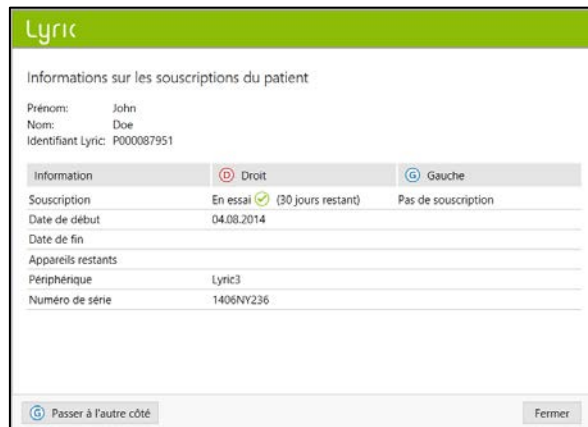 Lyric
Informations sur les souscriptions du patient
Prénom: John
Nom: Doe
Identifiant Lyric: P000087951
Information D Droit G Gauche
Souscription En essai (30 jours restant) Pas de souscription
Date de début 04.08.2014
Date de fin
Appareils restants
Périphérique Lyric3
Numéro de série 1406NY236
G Passer à l'autre côté Fermer